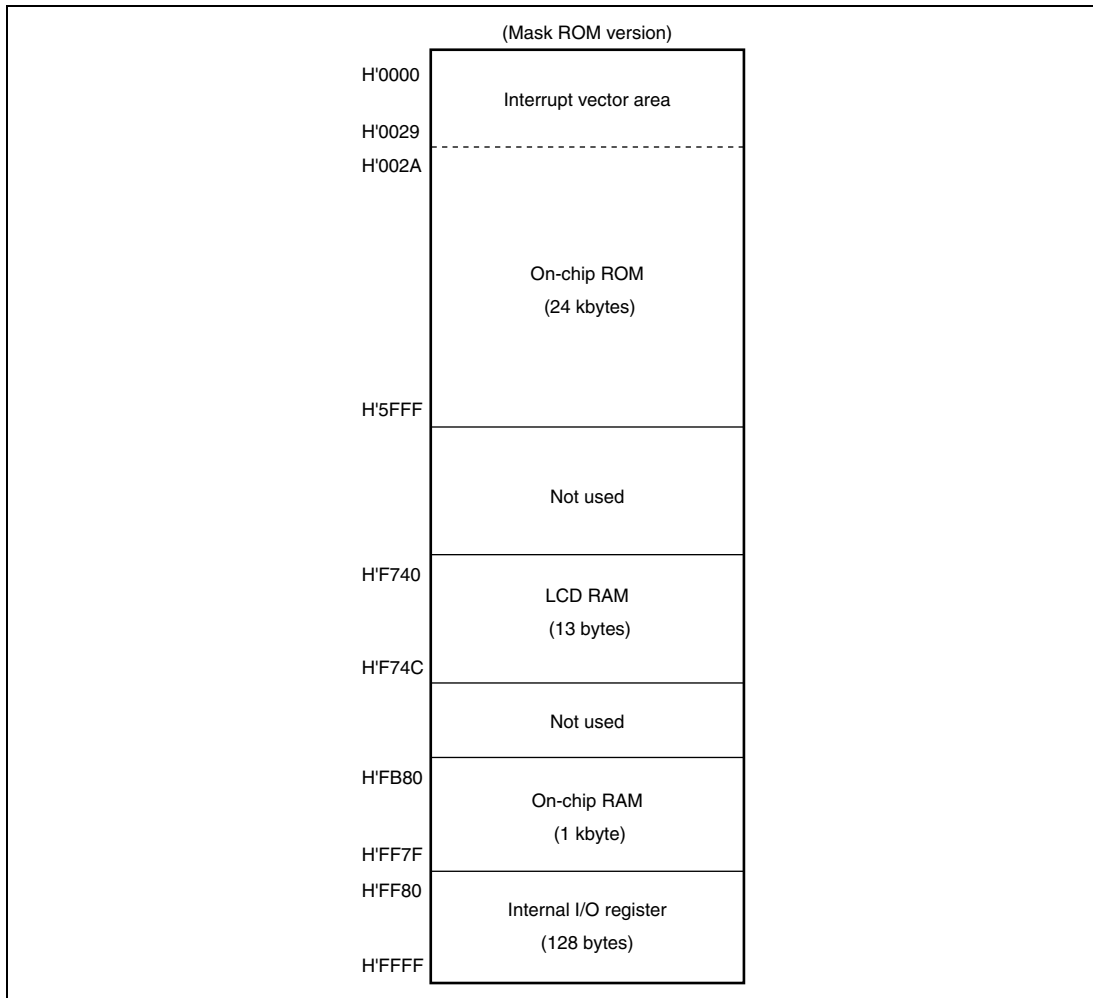 (Mask ROM version)
H'0000
Interrupt vector area
H'0029
H'002A
On-chip ROM
(24 kbytes)
H'5FFF
Not used
H'F740
LCD RAM
(13 bytes)
H'F74C
Not used
H'FB80
On-chip RAM
(1 kbyte)
H'FF7F
H'FF80
Internal I/O register
(128 bytes)
H'FFFF